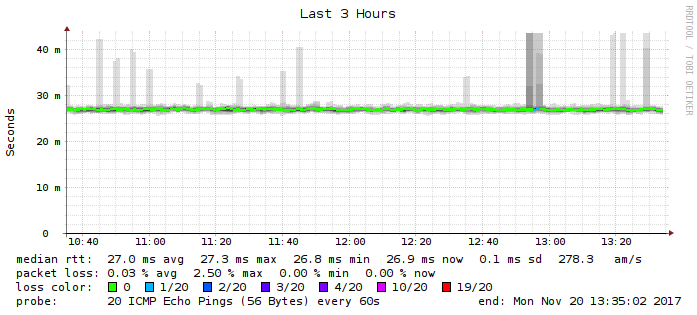 Last 3 Hours
RRDTOOL / TOBI OETIKER
Seconds
40 m
30 m
20 m
10 m
0
10:40 11:00 11:20 11:40 12:00 12:20 12:40 13:00 13:20
median rtt: 27.0 ms avg 27.3 ms max 26.8 ms min 26.9 ms now 0.1 ms sd 278.3 am/s
packet loss: 0.03 % avg 2.50 % max 0.00 % min 0.00 % now
loss color: 0 1/20 2/20 3/20 4/20 10/20 19/20
probe: 20 ICMP Echo Pings (56 Bytes) every 60s end: Mon Nov 20 13:35:02 2017